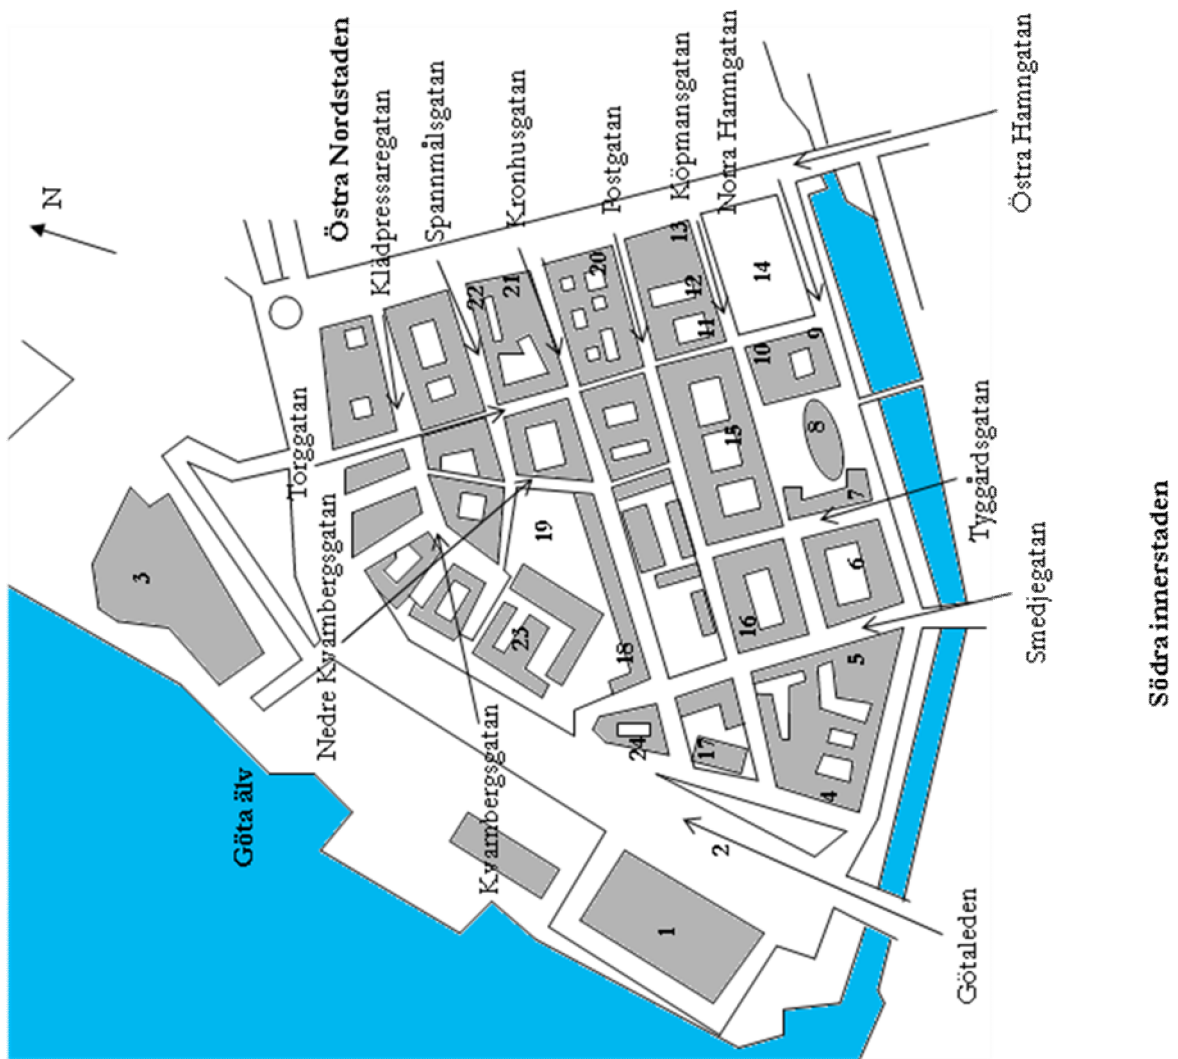 N
Östra Nordstaden
Klädpressaregatan
Spannmålsgatan
Kronhusgatan
Postgatan
Köpmansgatan
Norra Hamngatan
Östra Hamngatan
Torggatan
Nedre Kvarnbergsgatan
Kvarnbergsgatan
Göta älv
Götaleden
Smedjegatan
Tyggårdsgatan
Södra innerstaden
1
2
3
4
5
6
7
8
9
10
11
12
13
14
15
16
17
18
19
20
21
22
23
24